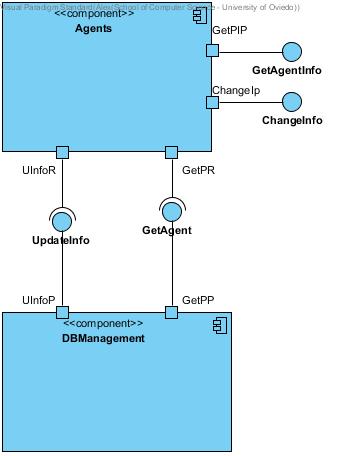 Visual Paradigm Standard(Alex(School of Computer Science - University of Oviedo))
<<component>>
Agents
GetPIP
GetAgentInfo
ChangeIp
ChangeInfo
UInfoR
GetPR
UpdateInfo
GetAgent
UInfoP
GetPP
<<component>>
DBManagement